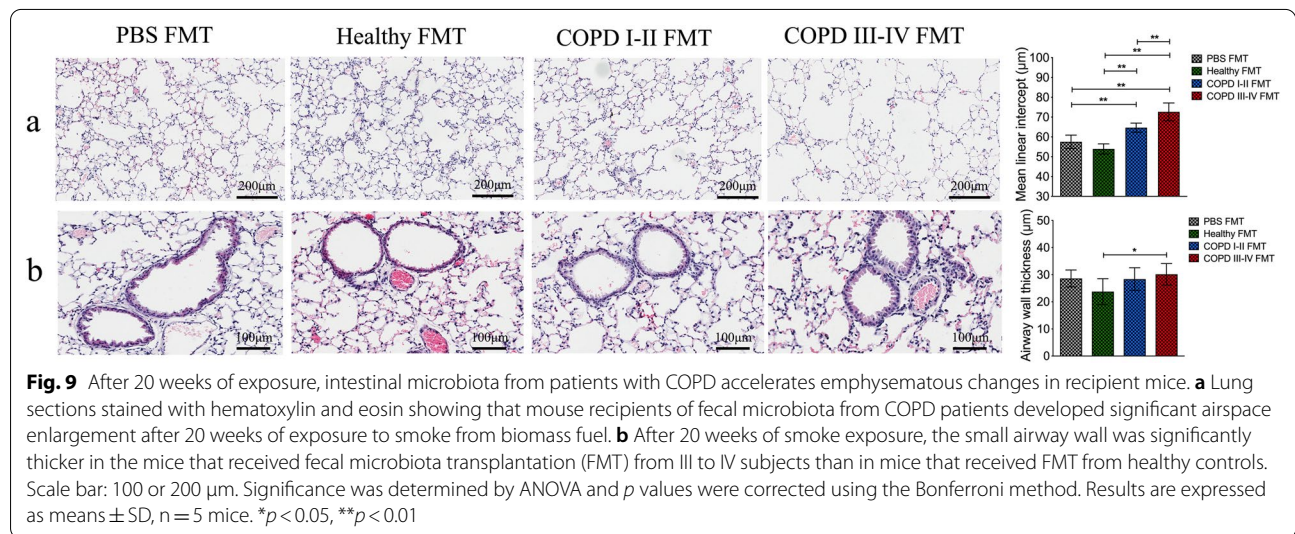 PBS FMT
Healthy FMT
COPD I-II FMT
COPD III-IV FMT
a
200μm
200μm
200μm
200μm
Mean linear intercept (μm)
100
90
80
70
60
50
40
30
**
**
**
**
**
PBS FMT
Healthy FMT
COPD I-II FMT
COPD III-IV FMT
b
100μm
100μm
100μm
100μm
Airway wall thickness (μm)
50
40
30
20
10
0
*
PBS FMT
Healthy FMT
COPD I-II FMT
COPD III-IV FMT
Fig. 9 After 20 weeks of exposure, intestinal microbiota from patients with COPD accelerates emphysematous changes in recipient mice. a Lung
sections stained with hematoxylin and eosin showing that mouse recipients of fecal microbiota from COPD patients developed significant airspace
enlargement after 20 weeks of exposure to smoke from biomass fuel. b After 20 weeks of smoke exposure, the small airway wall was significantly
thicker in the mice that received fecal microbiota transplantation (FMT) from III to IV subjects than in mice that received FMT from healthy controls.
Scale bar: 100 or 200 μm. Significance was determined by ANOVA and p values were corrected using the Bonferroni method. Results are expressed
as means ± SD, n = 5 mice. *p < 0.05, **p < 0.01